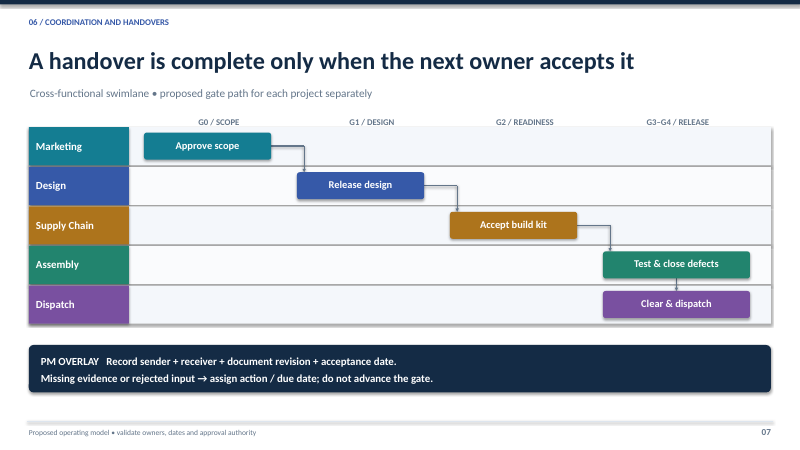 06 / COORDINATION AND HANDOVERS
A handover is complete only when the next owner accepts it
Cross-functional swimlane • proposed gate path for each project separately
G0 / SCOPE
G1 / DESIGN
G2 / READINESS
G3–G4 / RELEASE
Marketing
Approve scope
Design
Release design
Supply Chain
Accept build kit
Assembly
Test & close defects
Dispatch
Clear & dispatch
PM OVERLAY Record sender + receiver + document revision + acceptance date.
Missing evidence or rejected input → assign action / due date; do not advance the gate.
Proposed operating model • validate owners, dates and approval authority
07